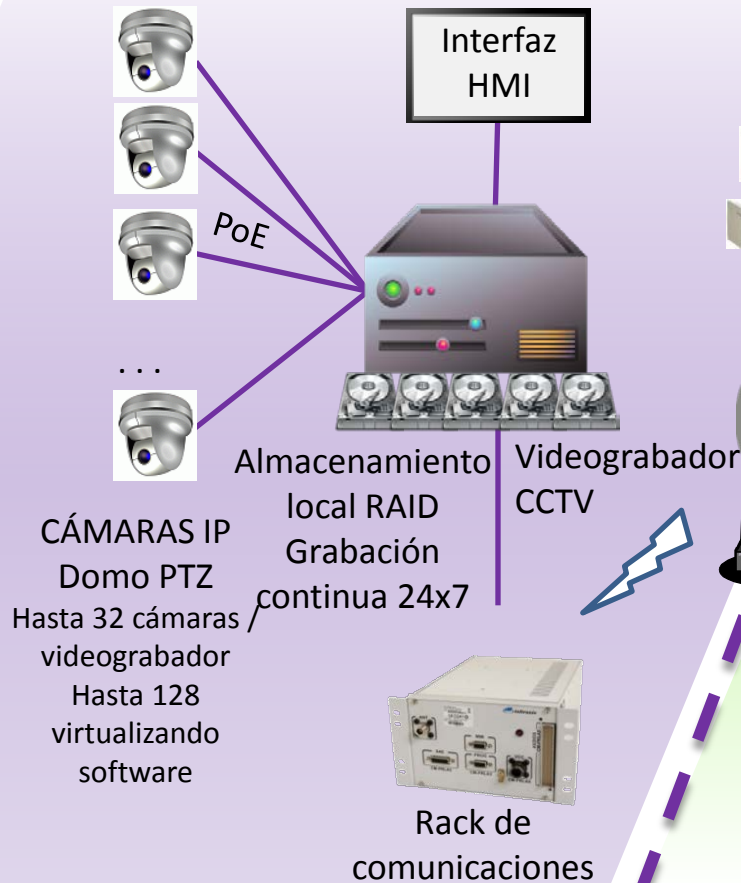 Interfaz
HMI
PoE
. . .
Almacenamiento
local RAID
Grabación
continua 24x7
Videograbador
CCTV
CÁMARAS IP
Domo PTZ
Hasta 32 cámaras /
videograbador
Hasta 128
virtualizando
software
Rack de
comunicaciones